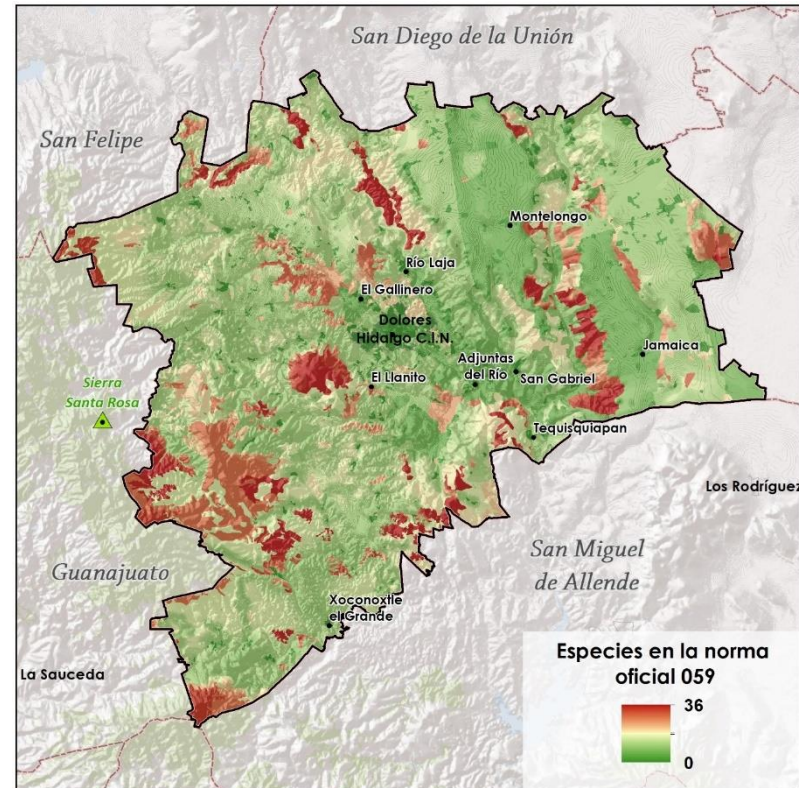 San Diego de la Unión
San Felipe
Montelongo
Río Laja
El Gallinero
Dolores
Hidalgo C.I.N.
Jamaica
Adjuntas
del Río
San Gabriel
El Llanito
Sierra
Santa Rosa
Tequisquiapan
Los Rodríguez
San Miguel
de Allende
Guanajuato
Xoconoxtle
el Grande
La Sauceda
Especies en la norma
oficial 059
36
0